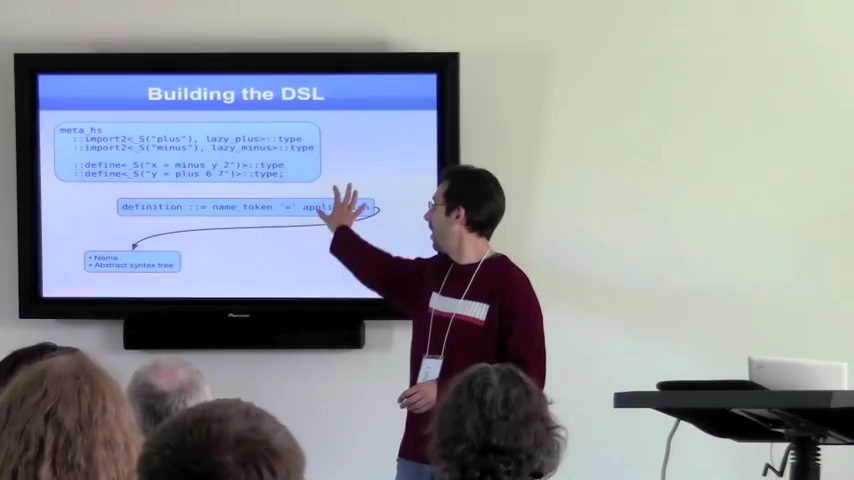 Building the DSL
meta_hs
::import2<_S("plus"), lazy_plus>::type
::import2<_S("minus"), lazy_minus>::type
::define<_S("x = minus y 2")>::type
::define<_S("y = plus 6 7")>::type;
definition ::= name_token '='
• Name
• Abstract syntax tree
Pioneer